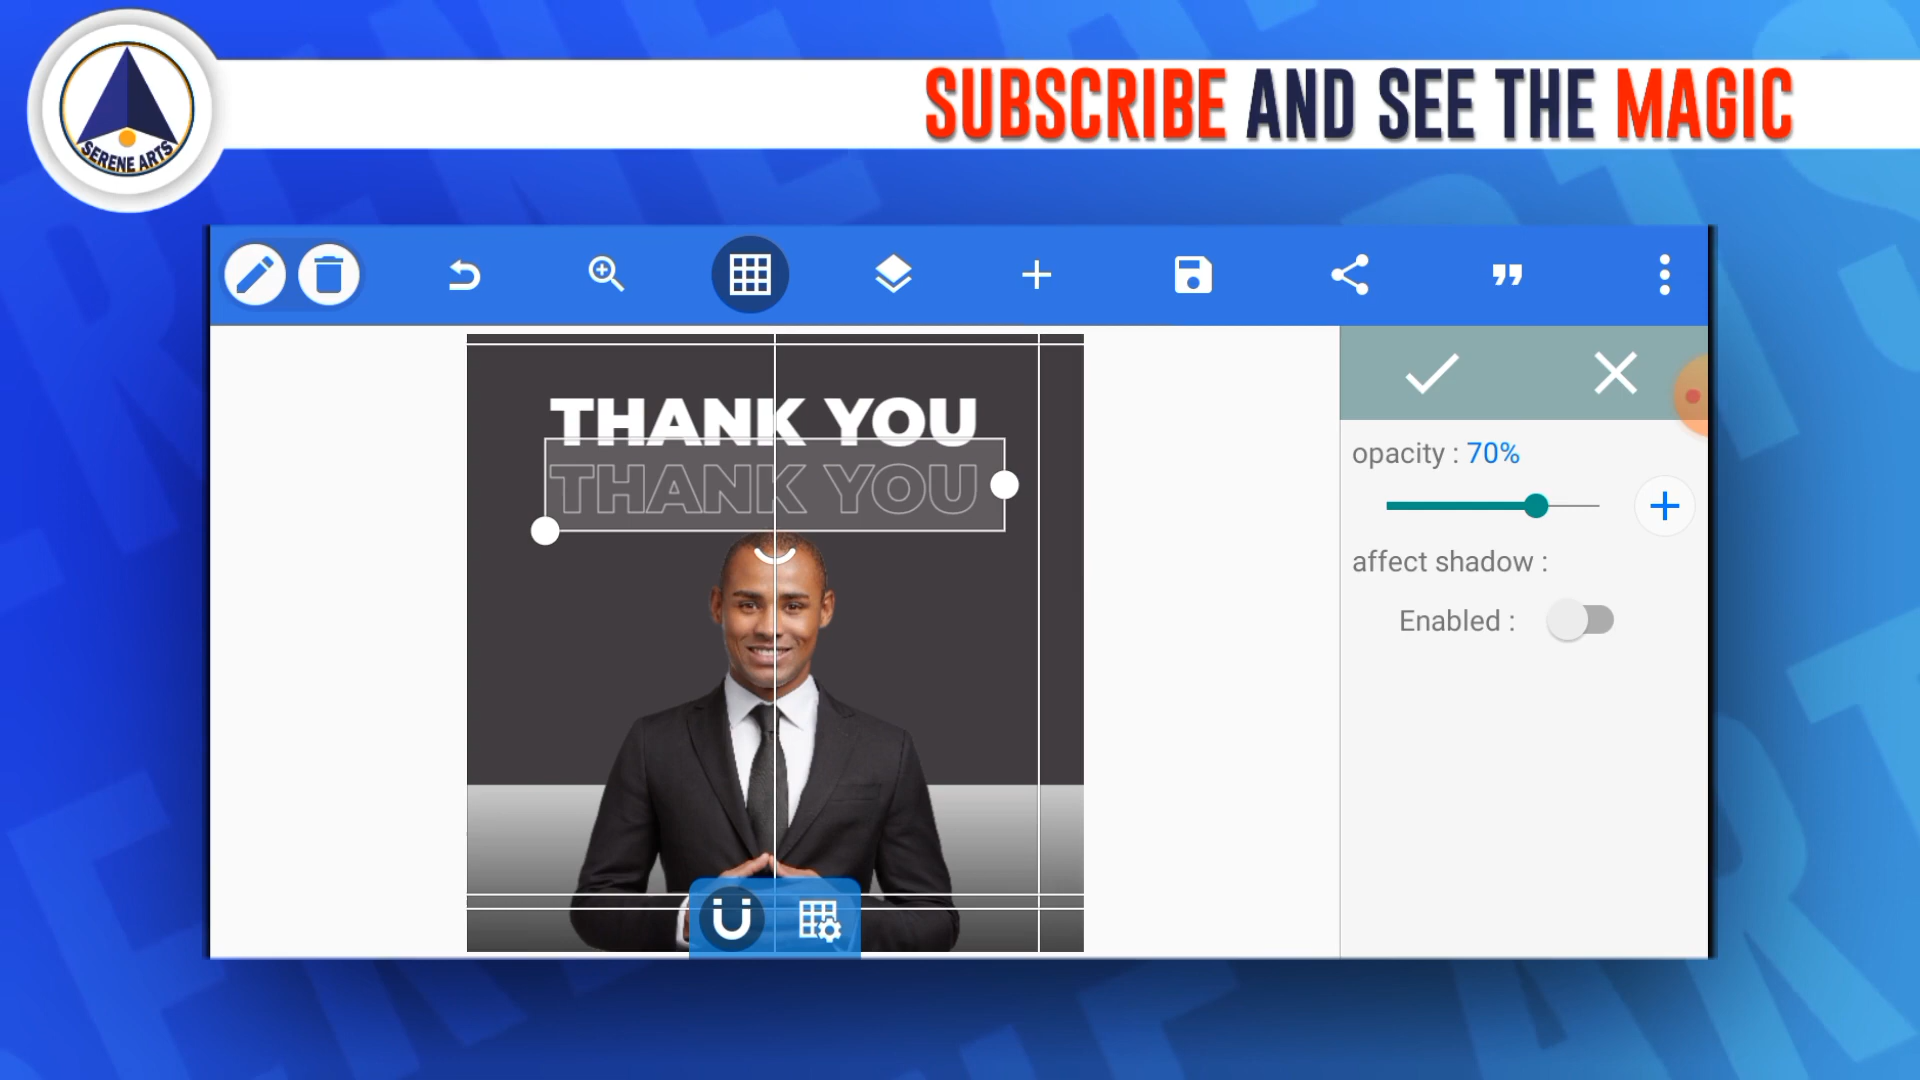 SUBSCRIBE AND SEE THE MAGIC
SERENE ARTS
THANK YOU
THANK YOU
opacity : 70%
affect shadow :
Enabled :